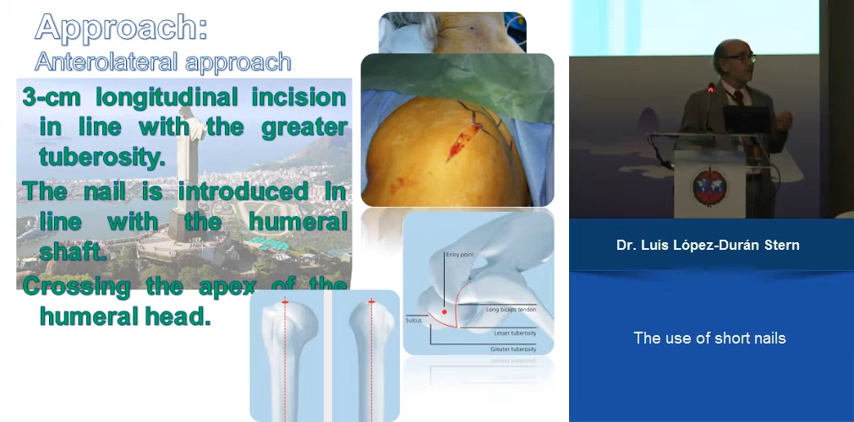 Approach:
Anterolateral approach
3-cm longitudinal incision
in line with the greater
tuberosity.
The nail is introduced In
line with the humeral
shaft.
Crossing the apex of the
humeral head.
Entry point
Long biceps tendon
Sulcus
Lesser tuberosity
Greater tuberosity
Dr. Luis López-Durán Stern
The use of short nails